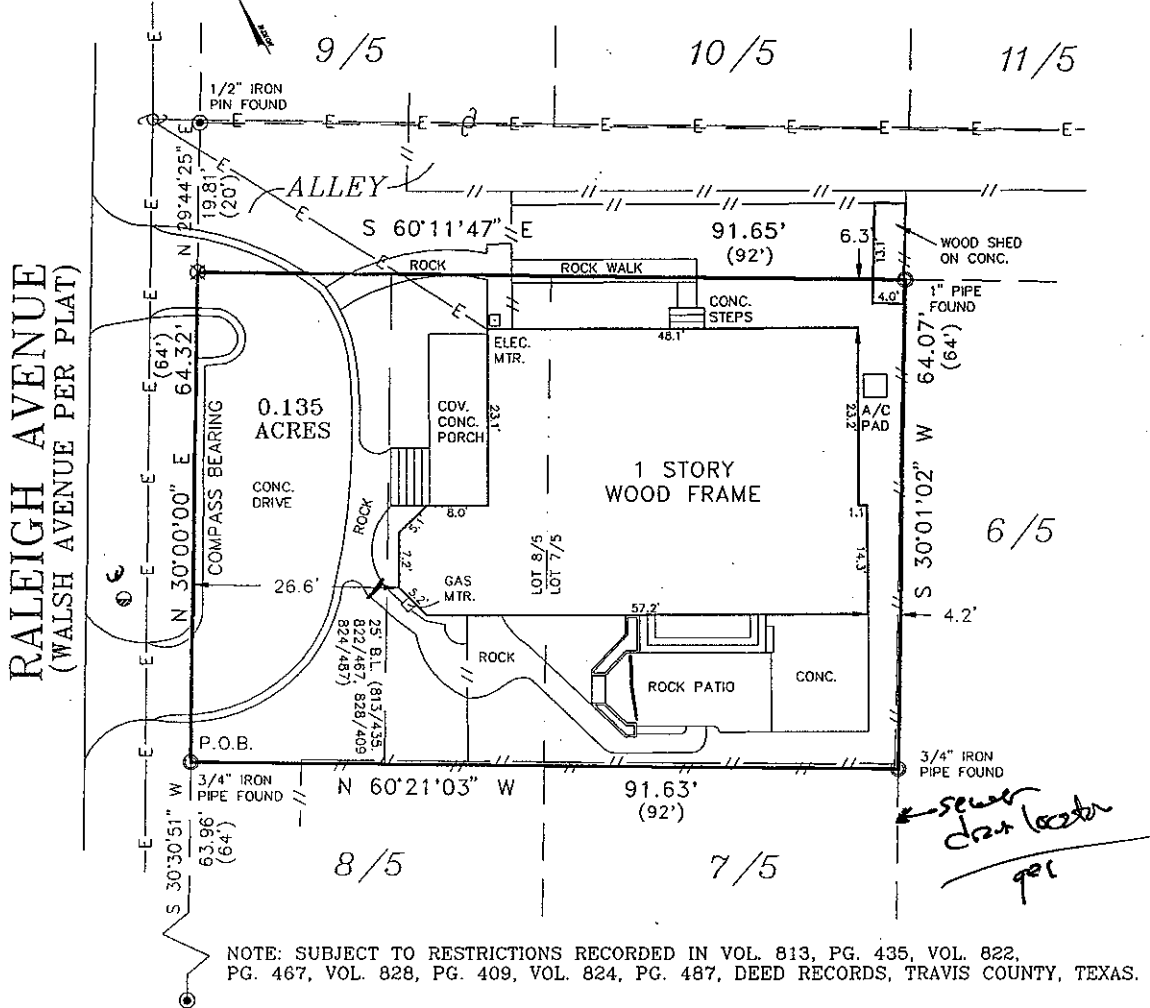 9/5
10/5
11/5
1/2" IRON
PIN FOUND
E
E
E
E
E
E
E
E
E
E
E
N 29°44'25" E
19.81'
(20')
ALLEY
E
E
E
E
S 60°11'47" E
E
91.65'
(92')
6.3'
13.1'
4.0'
WOOD SHED
ON CONC.
ROCK
ROCK WALK
1" PIPE
FOUND
CONC.
STEPS
ELEC.
MTR.
48.1'
RALEIGH AVENUE
(WALSH AVENUE PER PLAT)
(64')
64.32'
N 30°00'00" E
COMPASS BEARING
0.135
ACRES
CONC.
DRIVE
COV.
CONC.
PORCH
23.1'
23.2'
A/C
PAD
64.07'
(64')
S 30°01'02" W
1 STORY
WOOD FRAME
ROCK
8.0'
5.1'
7.2'
5.2'
1.1
14.3'
LOT 8/5
LOT 7/5
6/5
26.6'
GAS
MTR.
57.2'
4.2'
25' B.L. (813/435,
822/467, 828/409
824/487)
ROCK
ROCK PATIO
CONC.
E
E
E
E
E
E
P.O.B.
3/4" IRON
PIPE FOUND
N 60°21'03" W
91.63'
(92')
3/4" IRON
PIPE FOUND
sewer
S 30°30'51" W
63.96'
(64')
8/5
7/5
NOTE: SUBJECT TO RESTRICTIONS RECORDED IN VOL. 813, PG. 435, VOL. 822,
PG. 467, VOL. 828, PG. 409, VOL. 824, PG. 487, DEED RECORDS, TRAVIS COUNTY, TEXAS.